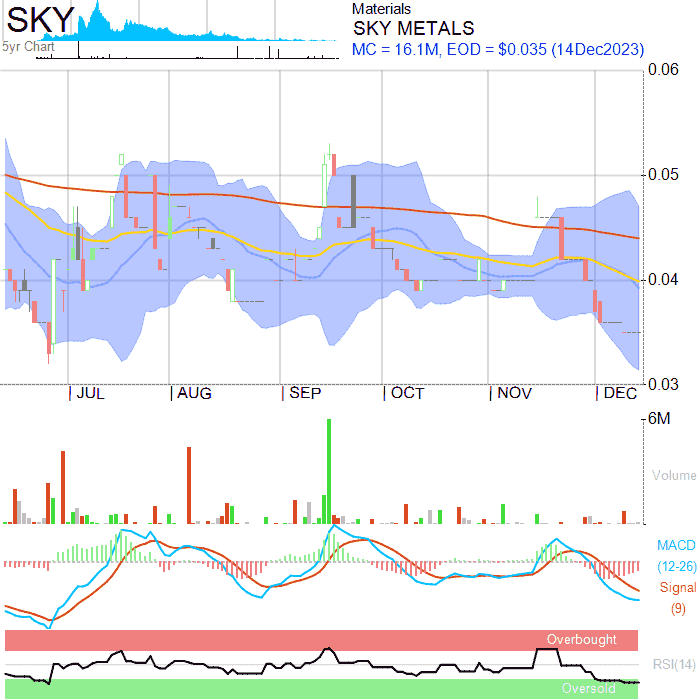 SKY
5yr Chart
Materials
SKY METALS
MC = 16.1M, EOD = $0.035 (14Dec2023)
0.06
0.05
0.04
0.03
JUL AUG SEP OCT NOV DEC
6M
Volume
MACD
(12-26)
Signal
(9)
Overbought
RSI(14)
Oversold